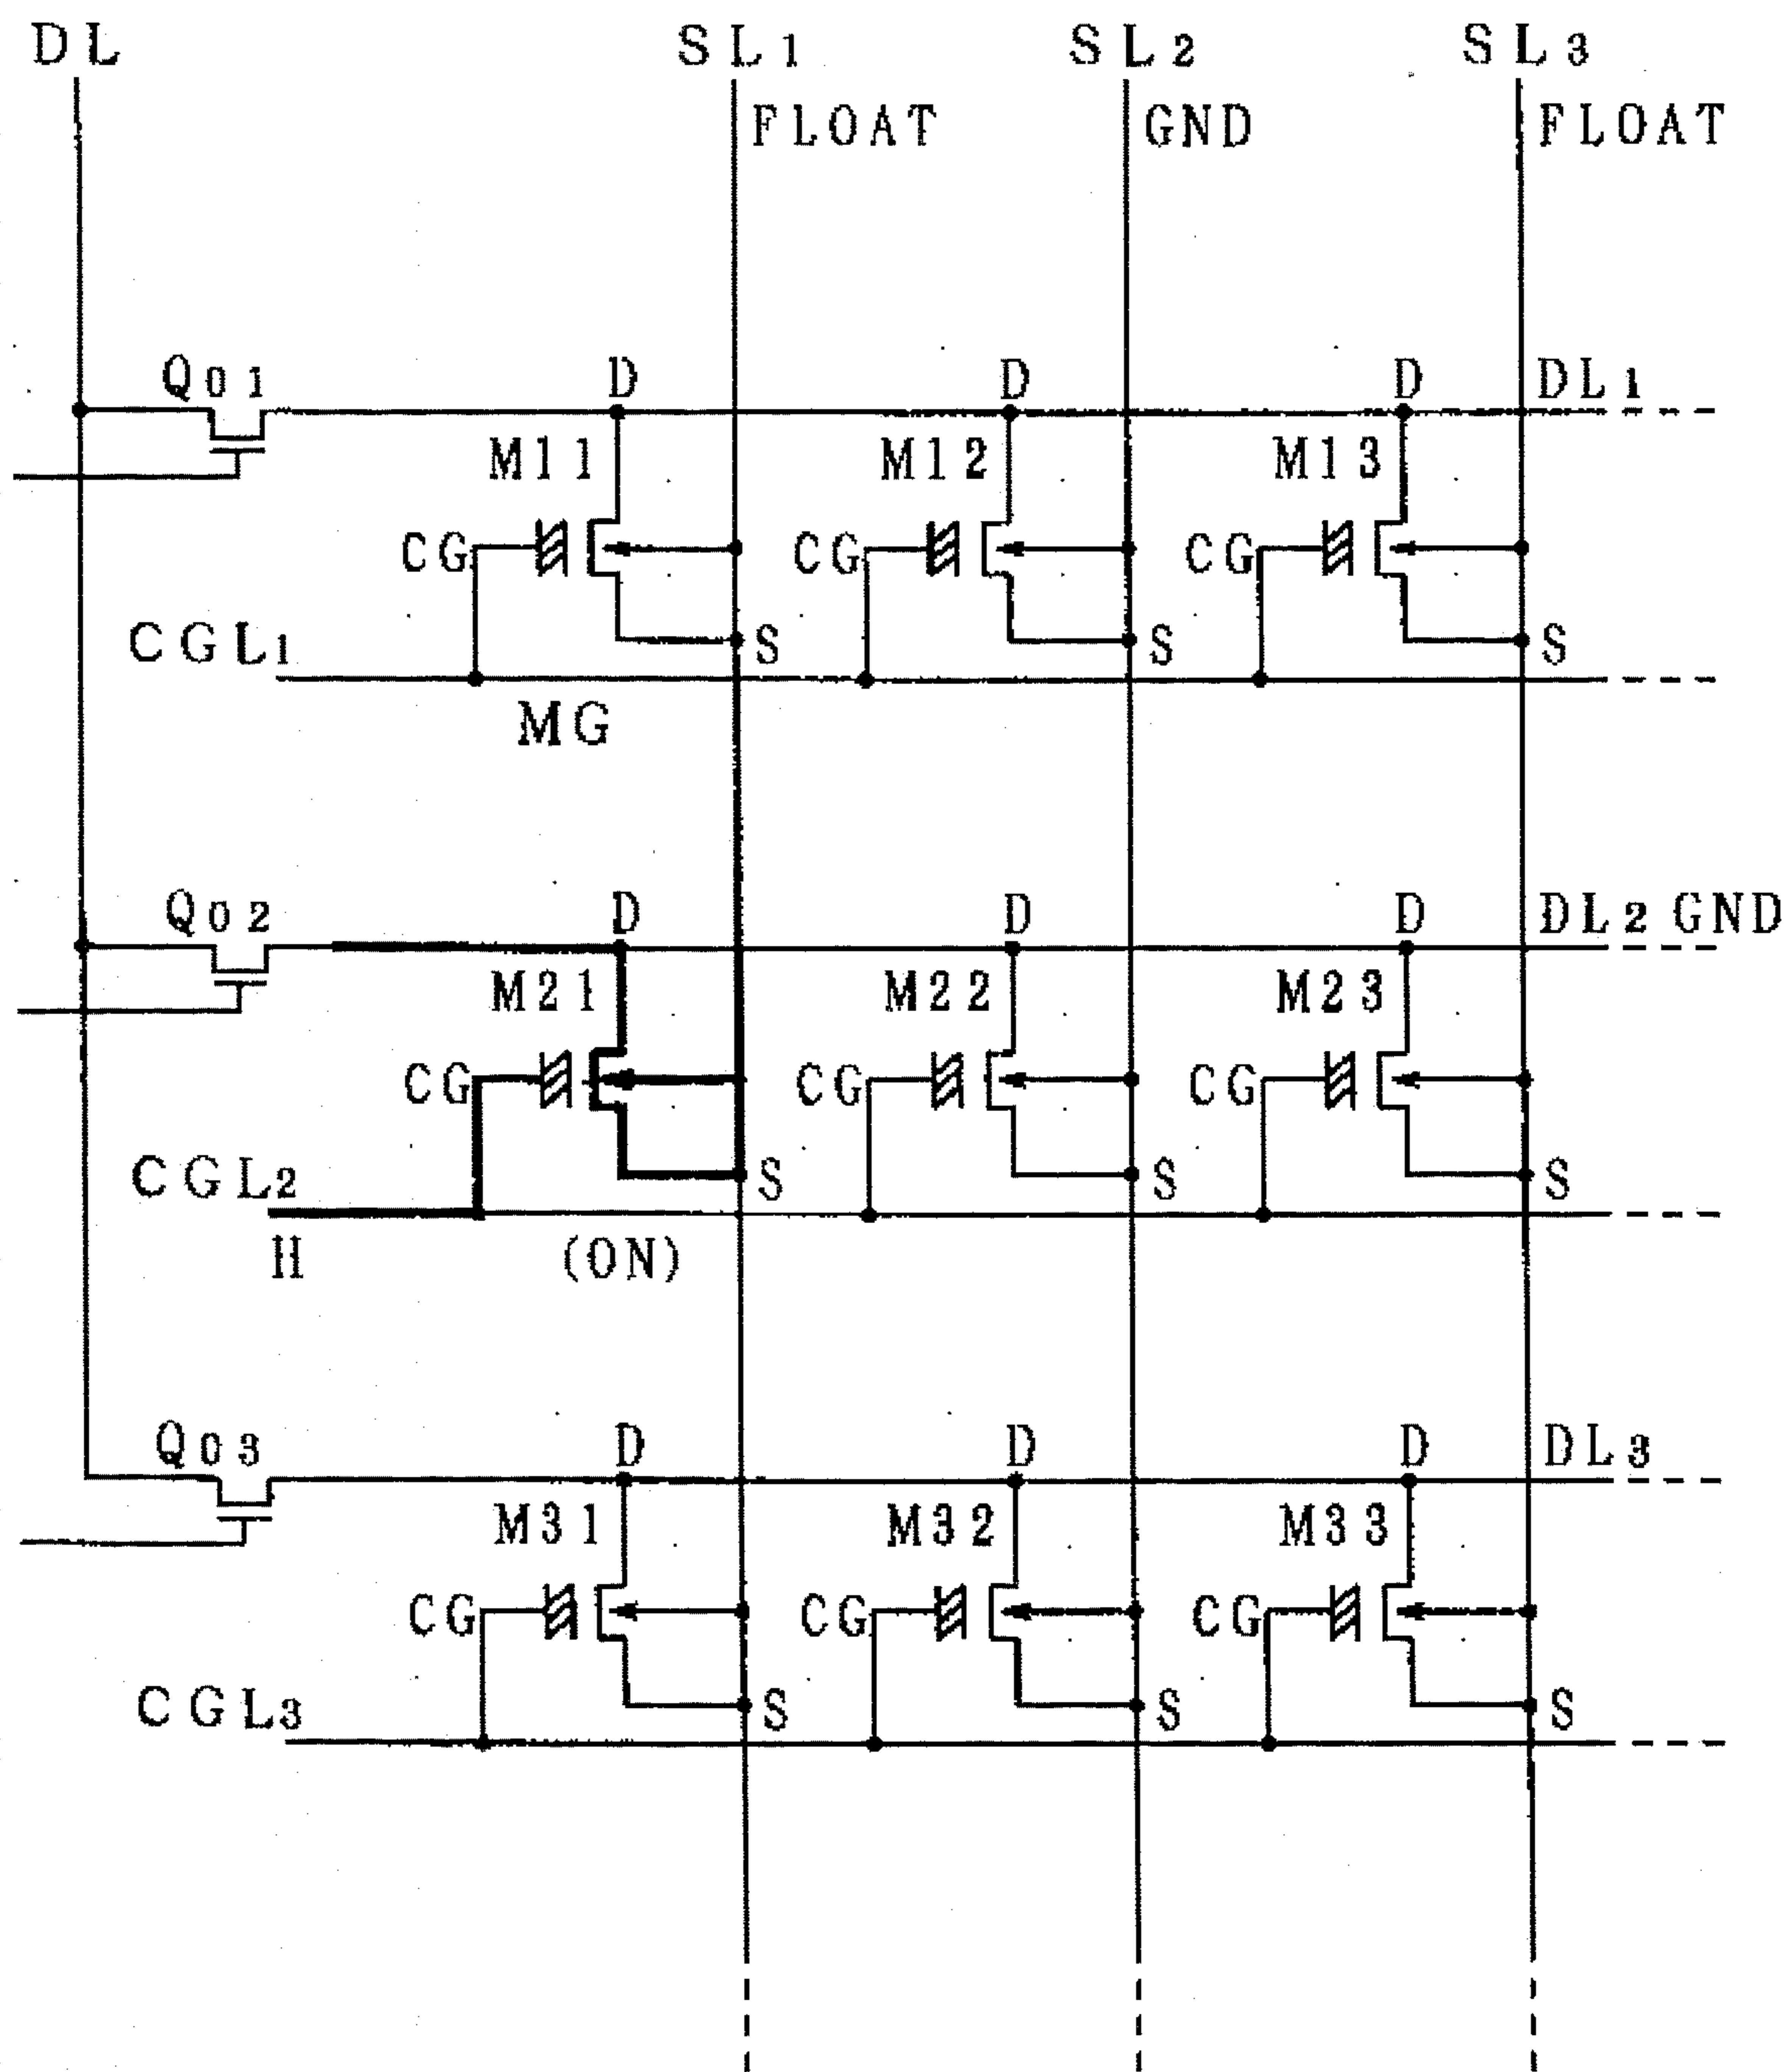 DL SL1 SL2 SL3
FLOAT GND FLOAT
Q01 D D D DL1
M11 M12 M13
CG CG CG
CGL1 S S S
MG
Q02 D D D DL2 GND
M21 M22 M23
CG CG CG
CGL2 S S S
H (ON)
Q03 D D D DL3
M31 M32 M33
CG CG CG
CGL3 S S S